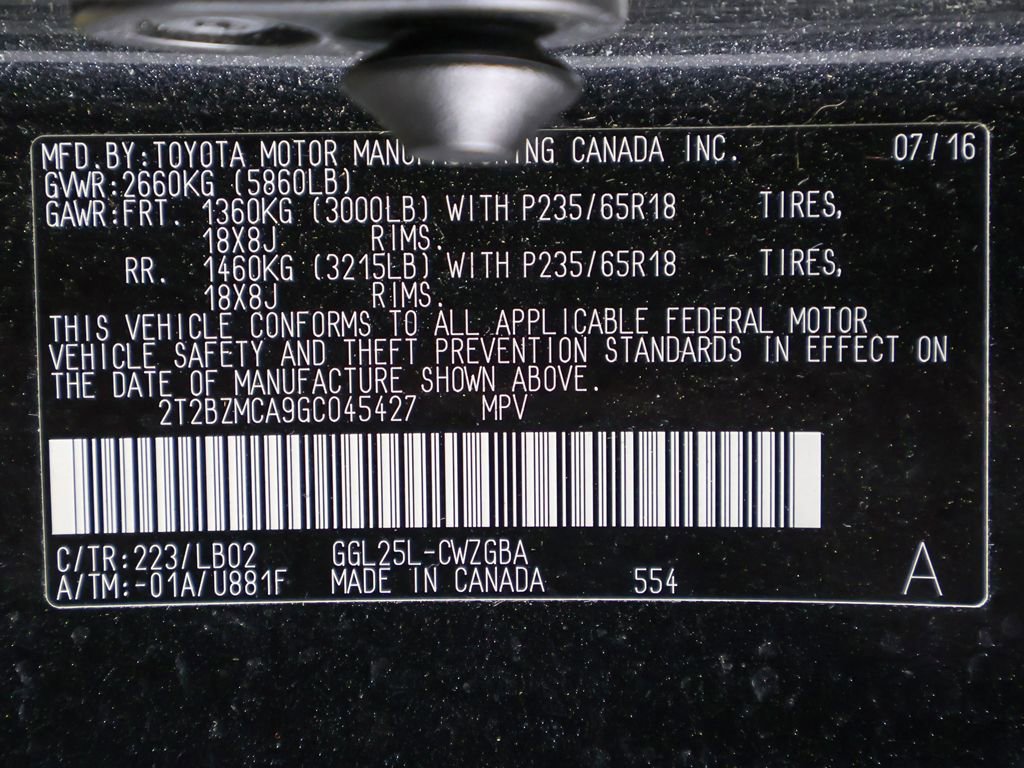 MFD.BY:TOYOTA MOTOR CANADA INC. 07/16
GVWR:2660KG (5860LB)
GAWR:FRT. 1360KG (3000LB) WITH P235/65R18 TIRES,
18X8J RIMS.
RR. 1460KG (3215LB) WITH P235/65R18 TIRES,
18X8J RIMS.
THIS VEHICLE CONFORMS TO ALL APPLICABLE FEDERAL MOTOR
VEHICLE SAFETY AND THEFT PREVENTION STANDARDS IN EFFECT ON
THE DATE OF MANUFACTURE SHOWN ABOVE.
2T2BZMCA9GC045427 MPV
C/TR:223/LB02 GGL25L-CWZGBA
A/TM:-01A/U881F MADE IN CANADA 554 A